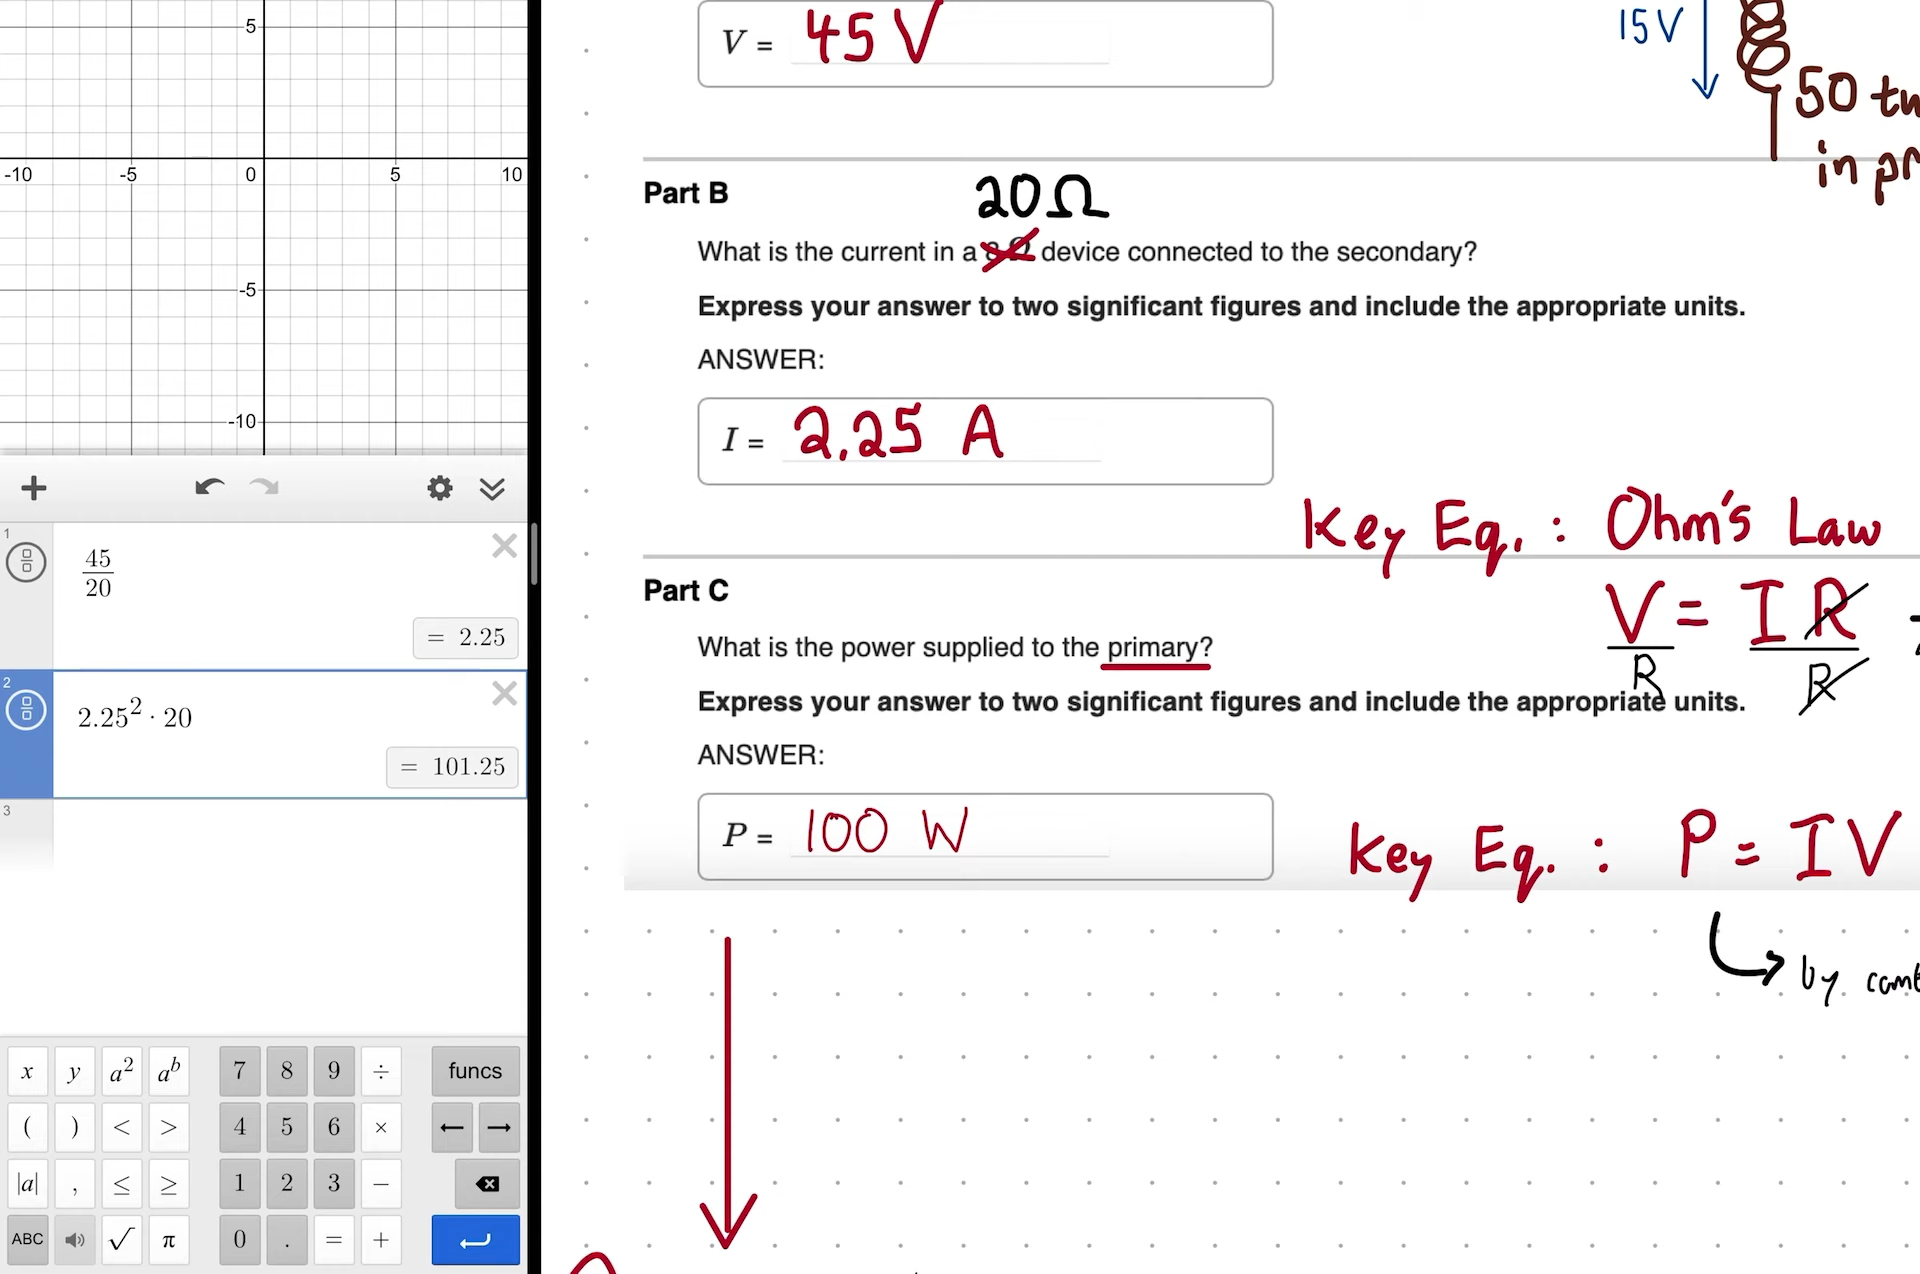 5
-10 -5 0 5 10
-5
-10
1
45
20
= 2.25
2
2.25² · 20
= 101.25
3
x y a² aᵇ 7 8 9 ÷ funcs
( ) < > 4 5 6 × ← →
|a| , ≤ ≥ 1 2 3 −
ABC √ π 0 . = +
V = 45 V
15V
50
in
Part B
20Ω
What is the current in a 8 Ω device connected to the secondary?
Express your answer to two significant figures and include the appropriate units.
ANSWER:
I = 2.25 A
Key Eq. : Ohm's Law
V = I R
R R
Part C
What is the power supplied to the primary?
Express your answer to two significant figures and include the appropriate units.
ANSWER:
P = 100 W
Key Eq. : P = IV
by